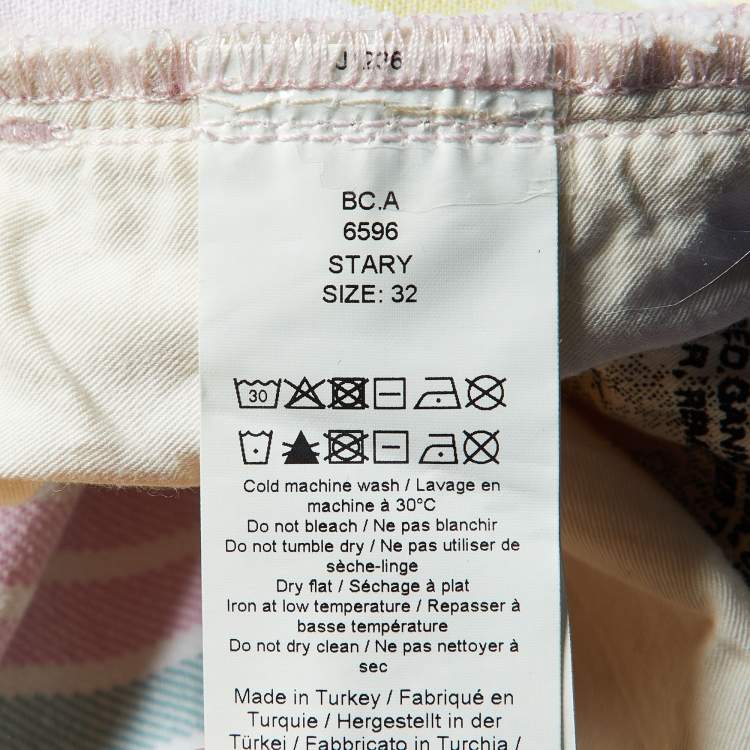 BC.A
6596
STARY
SIZE: 32
30
Cold machine wash / Lavage en
machine à 30°C
Do not bleach / Ne pas blanchir
Do not tumble dry / Ne pas utiliser de
sèche-linge
Dry flat / Séchage à plat
Iron at low temperature / Repasser à
basse température
Do not dry clean / Ne pas nettoyer à
sec
Made in Turkey / Fabriqué en
Turquie / Hergestellt in der
Türkei / Fabbricato in Turchia /